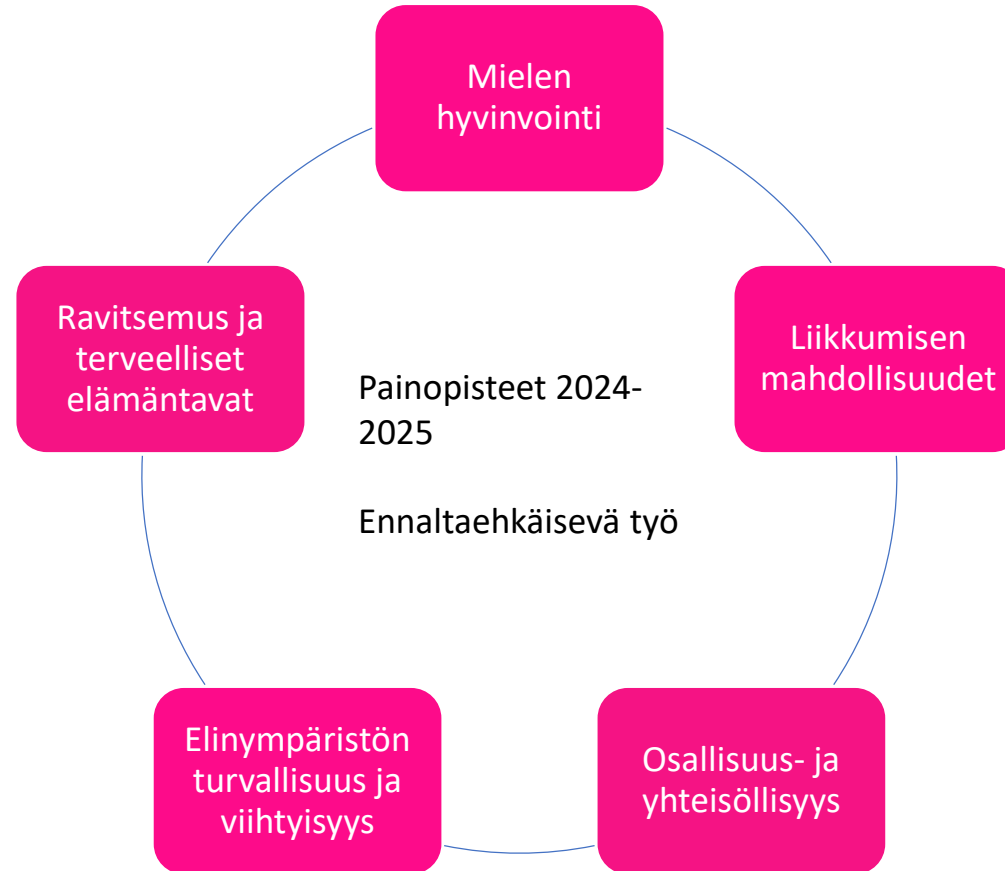 Mielen
hyvinvointi
Liikkumisen
mahdollisuudet
Osallisuus- ja
yhteisöllisyys
Elinympäristön
turvallisuus ja
viihtyisyys
Ravitsemus ja
terveelliset
elämäntavat
Painopisteet 2024-
2025
Ennaltaehkäisevä työ